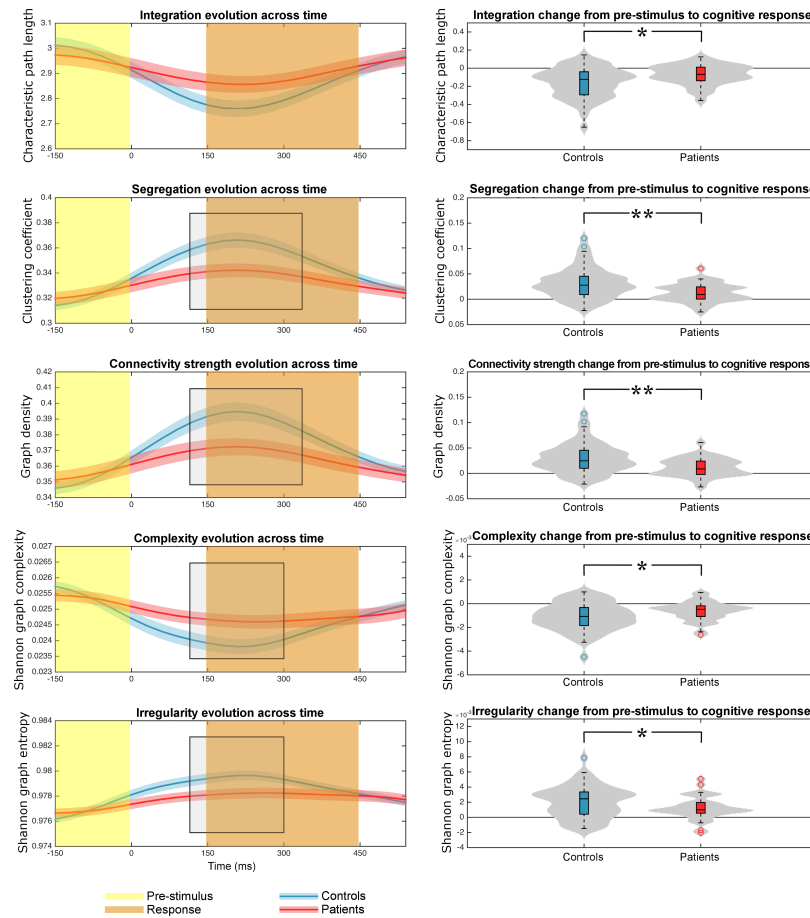 Integration evolution across time
Integration change from pre-stimulus to cognitive response
Characteristic path length
3.1
3
2.9
2.8
2.7
2.6
-150 0 150 300 450
Characteristic path length
0.4
0.2
0
-0.2
-0.4
-0.6
-0.8
*
Controls Patients
Segregation evolution across time
Segregation change from pre-stimulus to cognitive response
Clustering coefficient
0.4
0.38
0.36
0.34
0.32
0.3
-150 0 150 300 450
Clustering coefficient
0.2
0.15
0.1
0.05
0
0.05
**
Controls Patients
Connectivity strength evolution across time
Connectivity strength change from pre-stimulus to cognitive response
Graph density
0.42
0.41
0.4
0.39
0.38
0.37
0.36
0.35
0.34
-150 0 150 300 450
Graph density
0.2
0.15
0.1
0.05
0
-0.05
**
Controls Patients
Complexity evolution across time
Complexity change from pre-stimulus to cognitive response
Shannon graph complexity
0.027
0.0265
0.026
0.0255
0.025
0.0245
0.024
0.0235
0.023
-150 0 150 300 450
Shannon graph complexity
4
2
0
-2
-4
-6
*
Controls Patients
Irregularity evolution across time
Irregularity change from pre-stimulus to cognitive response
Shannon graph entropy
0.984
0.982
0.98
0.978
0.976
0.974
-150 0 150 300 450
Time (ms)
Shannon graph entropy
12
10
8
6
4
2
0
-2
-4
*
Controls Patients
Pre-stimulus Controls
Response Patients